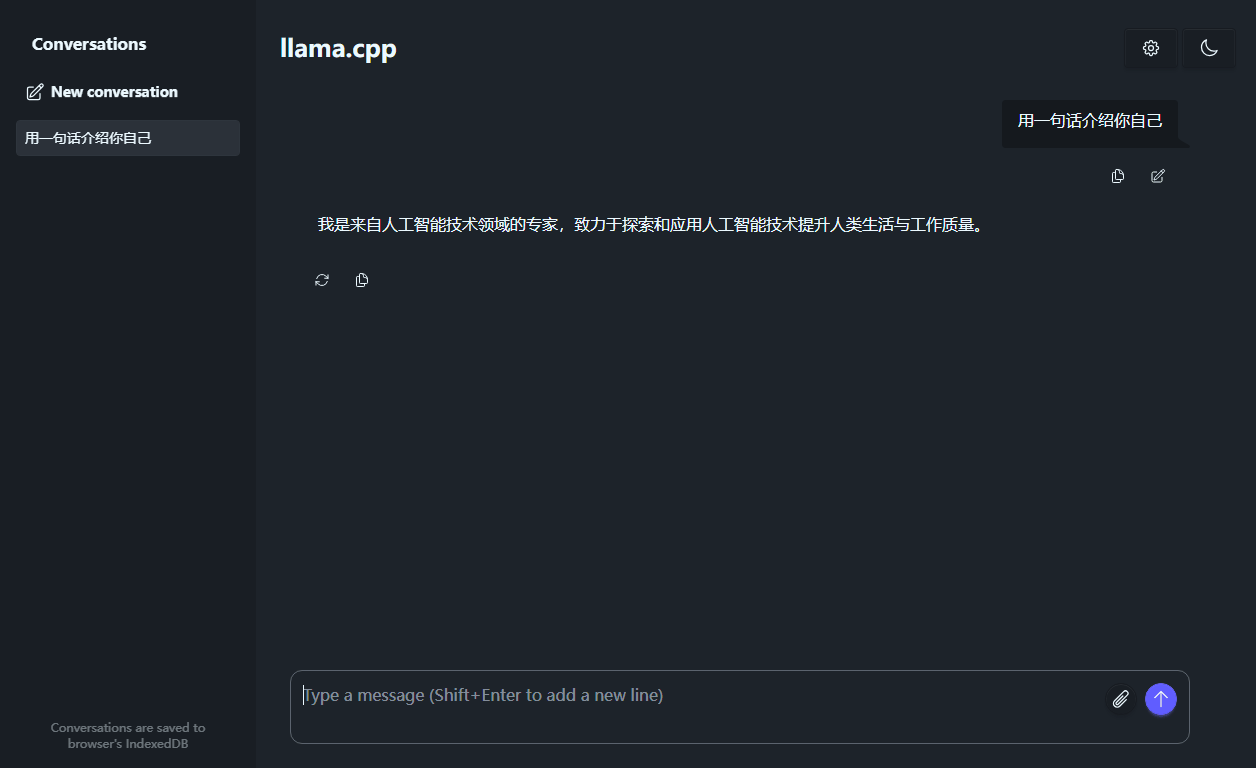 Conversations
New conversation
用一句话介绍你自己
llama.cpp
用一句话介绍你自己
我是来自人工智能技术领域的专家，致力于探索和应用人工智能技术提升人类生活与工作质量。
Type a message (Shift+Enter to add a new line)
Conversations are saved to
browser's IndexedDB